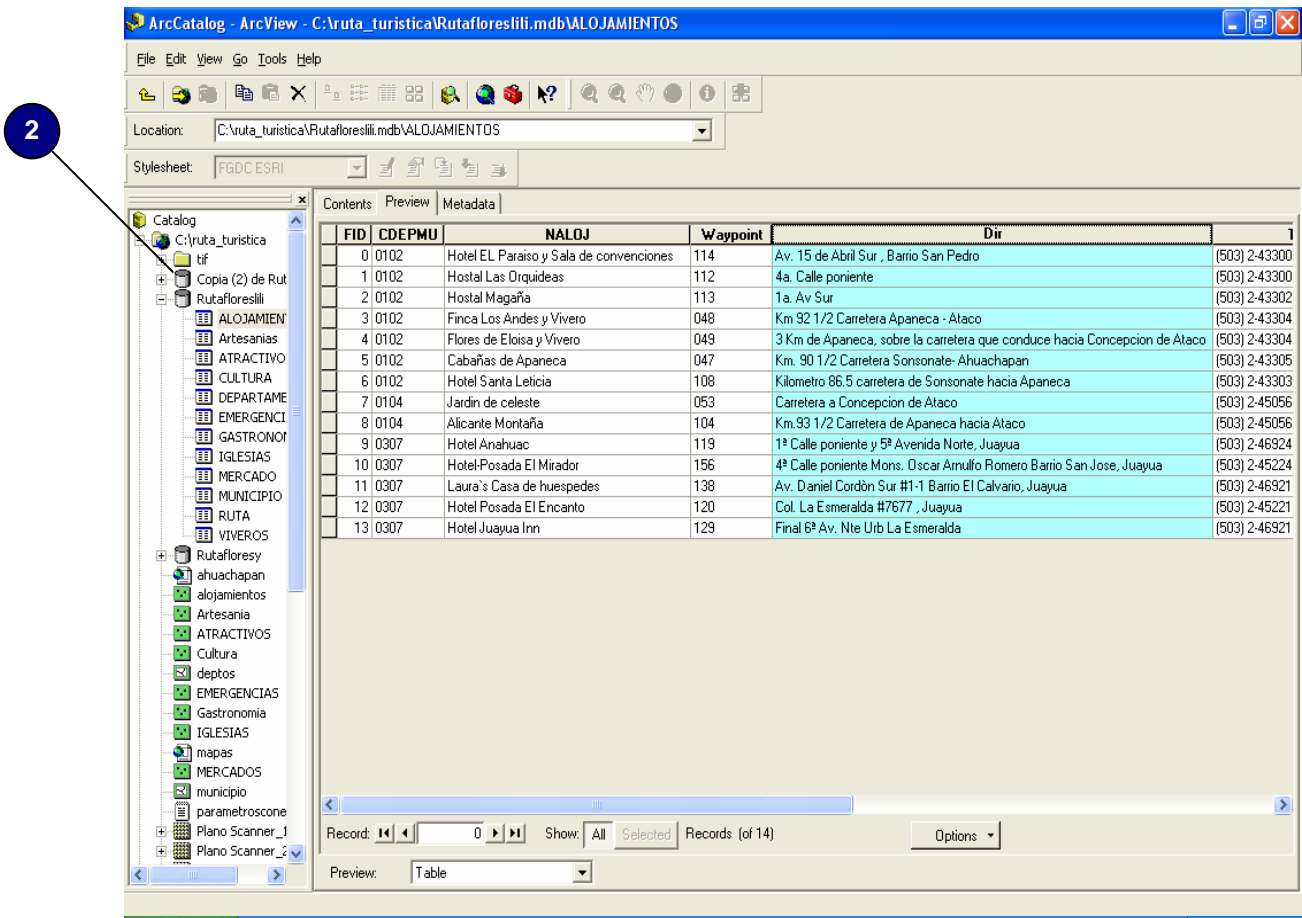 ArcCatalog - ArcView - C:\ruta_turistica\Rutafloreslili.mdb\ALOJAMIENTOS
File Edit View Go Tools Help
2
Location: C:\ruta_turistica\Rutafloreslili.mdb\ALOJAMIENTOS
Stylesheet: FGDC ESRI
Catalog
C:\ruta_turistica
tif
Copia (2) de Rut
Rutafloreslili
ALOJAMIEN
Artesanias
ATRACTIVO
CULTURA
DEPARTAME
EMERGENCI
GASTRONOM
IGLESIAS
MERCADO
MUNICIPIO
RUTA
VIVEROS
Rutafloresy
ahuachapan
alojamientos
Artesania
ATRACTIVOS
Cultura
deptos
EMERGENCIAS
Gastronomia
IGLESIAS
mapas
MERCADOS
municipio
parametroscone
Plano Scanner_1
Plano Scanner_2
Contents Preview Metadata
FID CDEPMU NALOJ Waypoint Dir T
0 0102 Hotel EL Paraiso y Sala de convenciones 114 Av. 15 de Abril Sur , Barrio San Pedro (503) 2-43300
1 0102 Hostal Las Orquideas 112 4a. Calle poniente (503) 2-43300
2 0102 Hostal Magaña 113 1a. Av Sur (503) 2-43302
3 0102 Finca Los Andes y Vivero 048 Km 92 1/2 Carretera Apaneca - Ataco (503) 2-43304
4 0102 Flores de Eloisa y Vivero 049 3 Km de Apaneca, sobre la carretera que conduce hacia Concepcion de Ataco (503) 2-43304
5 0102 Cabañas de Apaneca 047 Km. 90 1/2 Carretera Sonsonate- Ahuachapan (503) 2-43305
6 0102 Hotel Santa Leticia 108 Kilometro 86.5 carretera de Sonsonate hacia Apaneca (503) 2-43303
7 0104 Jardin de celeste 053 Carretera a Concepcion de Ataco (503) 2-45056
8 0104 Alicante Montaña 104 Km.93 1/2 Carretera de Apaneca hacia Ataco (503) 2-45056
9 0307 Hotel Anahuac 119 1ª Calle poniente y 5ª Avenida Norte, Juayua (503) 2-46924
10 0307 Hotel-Posada El Mirador 156 4ª Calle poniente Mons. Oscar Arnulfo Romero Barrio San Jose, Juayua (503) 2-45224
11 0307 Laura`s Casa de huespedes 138 Av. Daniel Cordòn Sur #1-1 Barrio El Calvario, Juayua (503) 2-46921
12 0307 Hotel Posada El Encanto 120 Col. La Esmeralda #7677 , Juayua (503) 2-45221
13 0307 Hotel Juayua Inn 129 Final 6ª Av. Nte Urb La Esmeralda (503) 2-46921
Record: 0 Show: All Selected Records (of 14) Options
Preview: Table